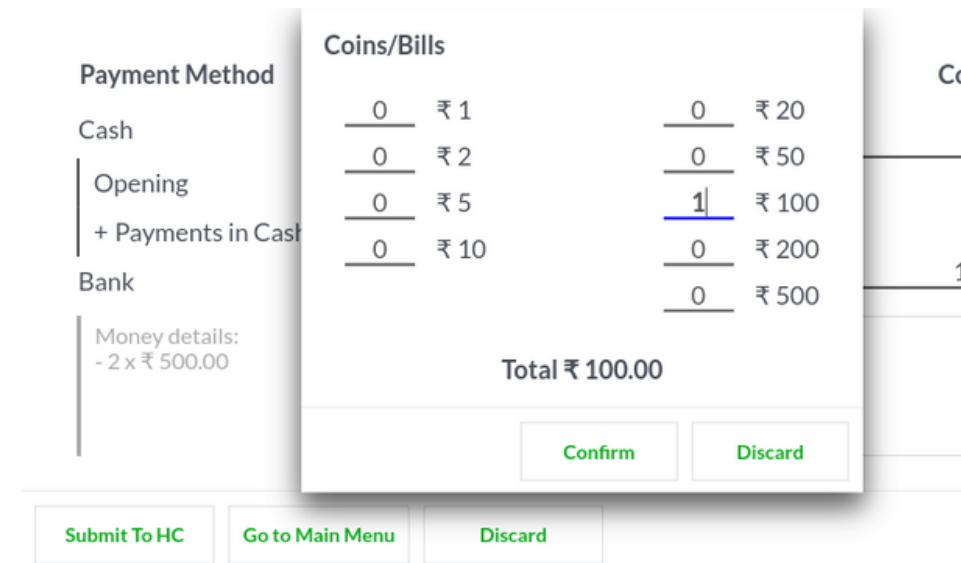 Coins/Bills
Payment Method
Cash
Opening
+ Payments in Cash
Bank
Money details:
- 2 x ₹ 500.00
0 ₹ 1
0 ₹ 20
0 ₹ 2
0 ₹ 50
0 ₹ 5
1 ₹ 100
0 ₹ 10
0 ₹ 200
0 ₹ 500
Total ₹ 100.00
Confirm
Discard
Submit To HC
Go to Main Menu
Discard